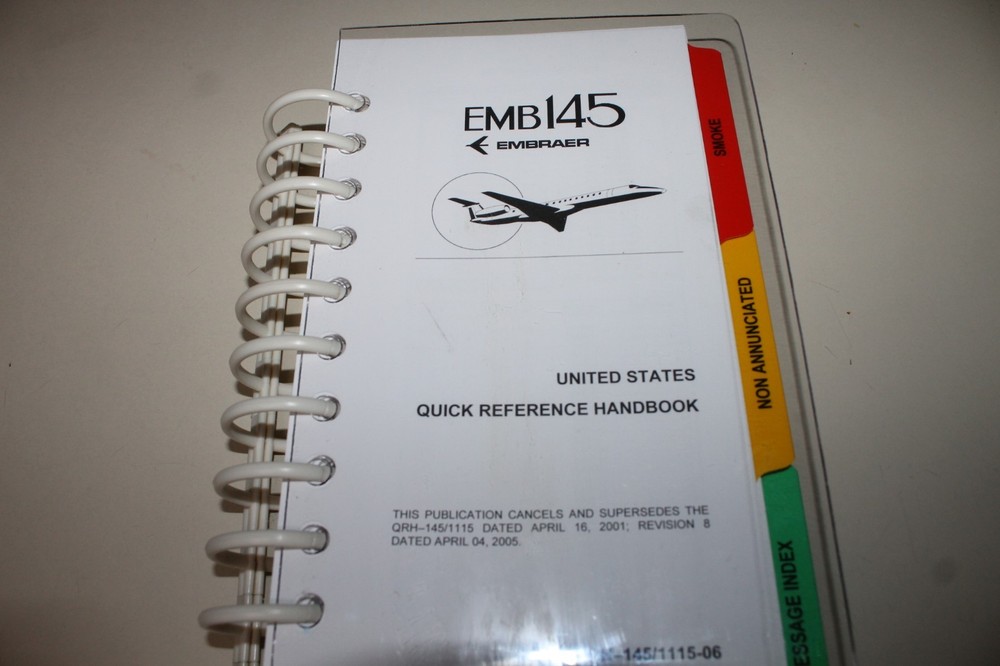 EMB145
EMBRAER
UNITED STATES
QUICK REFERENCE HANDBOOK
THIS PUBLICATION CANCELS AND SUPERSEDES THE
QRH–145/1115 DATED APRIL 16, 2001; REVISION 8
DATED APRIL 04, 2005.
–145/1115-06
SMOKE
NON ANNUNCIATED
ESSAGE INDEX